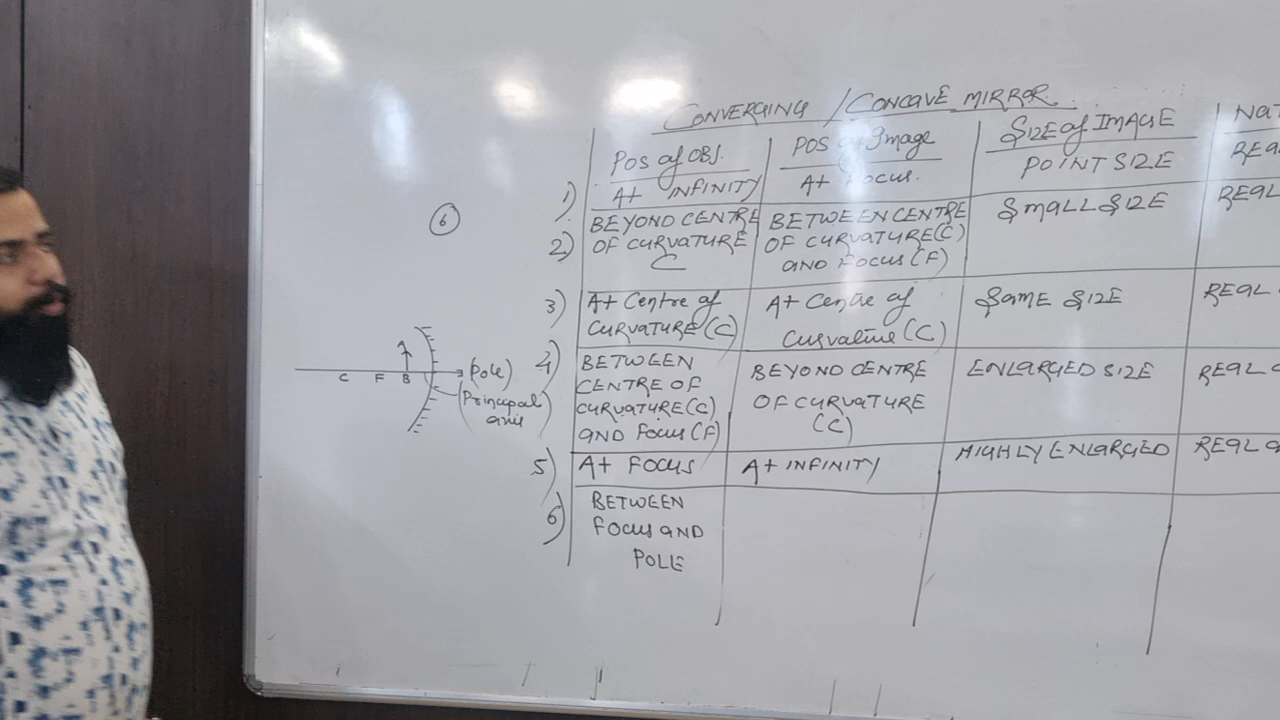 CONVERGING / CONCAVE MIRROR
POS of OBJ.
POS of Image
SIZE of IMAGE
1)
At INFINITY
At Focus.
POINT SIZE
2)
BEYOND CENTRE
OF CURVATURE
C
BETWEEN CENTRE
OF CURVATURE(C)
AND FOCUS (F)
SMALL SIZE
REAL
3)
At Centre of
CURVATURE (C)
At Centre of
Curvature (C)
SAME SIZE
REAL
4)
BETWEEN
CENTRE OF
CURVATURE(C)
AND FOCUS (F)
BEYOND CENTRE
OF CURVATURE
(C)
ENLARGED SIZE
REAL
5)
At FOCUS
At INFINITY
HIGHLY ENLARGED
REAL
6)
BETWEEN
FOCUS AND
POLE
6
C F B
(Pole)
(Principal
axis)